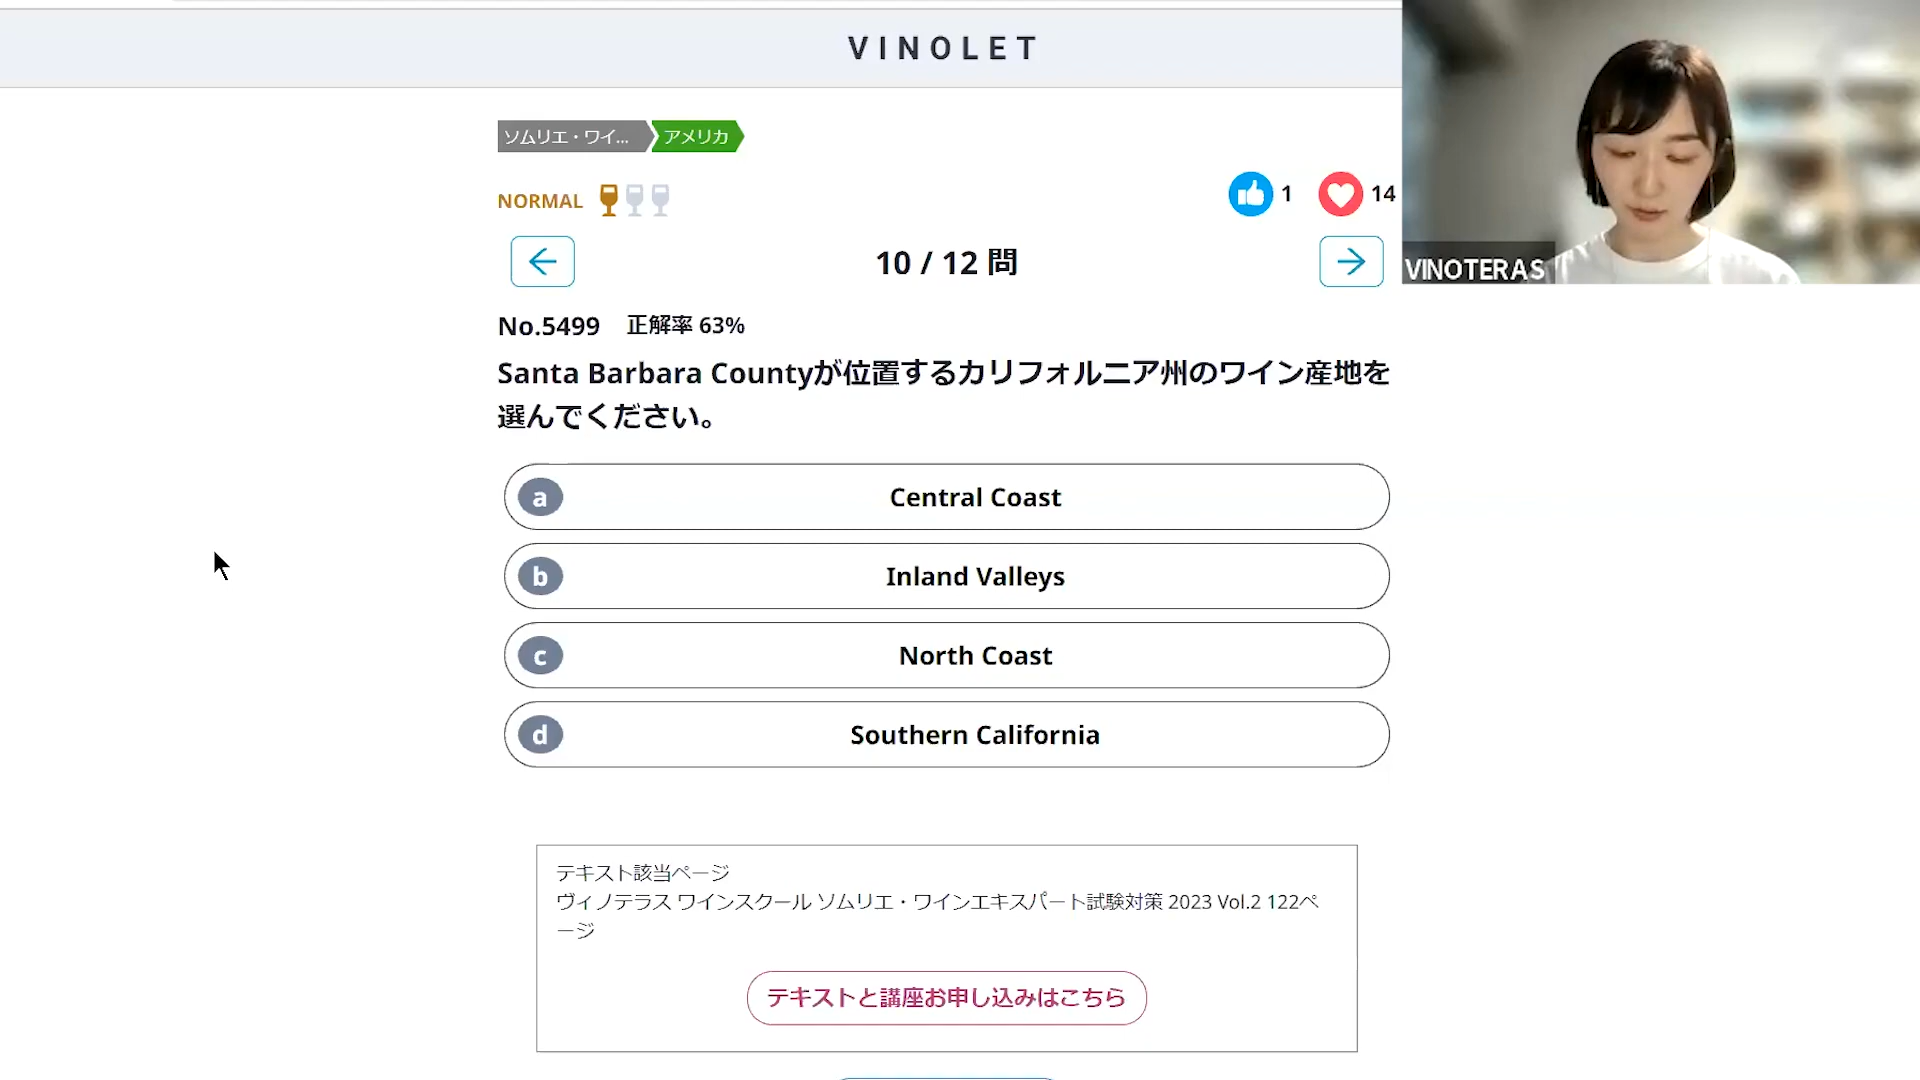 VINOLET
ソムリエ・ワイ...
アメリカ
NORMAL
1
14
10 / 12 問
VINOTERAS
No.5499 正解率 63%
Santa Barbara Countyが位置するカリフォルニア州のワイン産地を
選んでください。
a Central Coast
b Inland Valleys
c North Coast
d Southern California
テキスト該当ページ
ヴィノテラス ワインスクール ソムリエ・ワインエキスパート試験対策 2023 Vol.2 122ペ
ージ
テキストと講座お申し込みはこちら